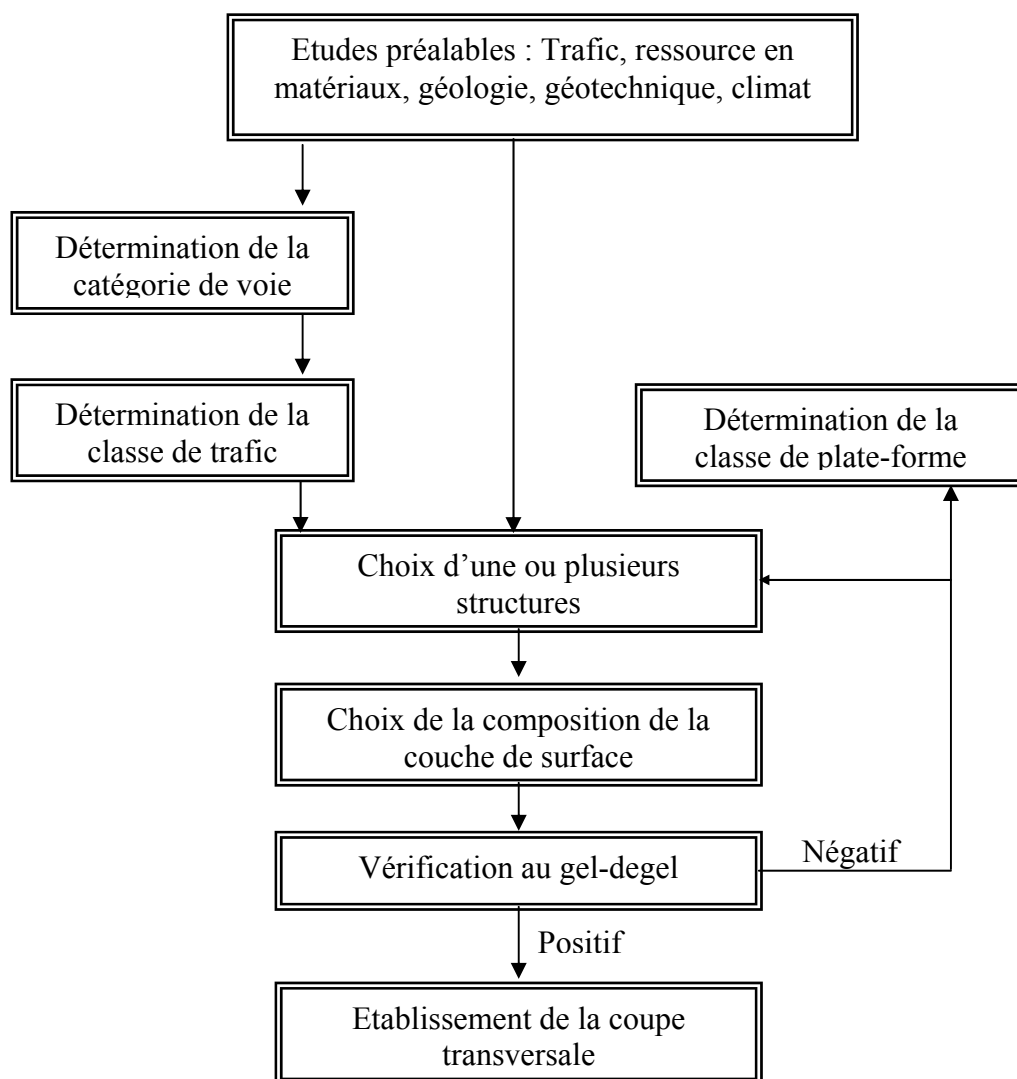 Etudes préalables : Trafic, ressource en
matériaux, géologie, géotechnique, climat
Détermination de la
catégorie de voie
Détermination de la
classe de trafic
Détermination de la
classe de plate-forme
Choix d’une ou plusieurs
structures
Choix de la composition de la
couche de surface
Vérification au gel-degel
Négatif
Positif
Etablissement de la coupe
transversale